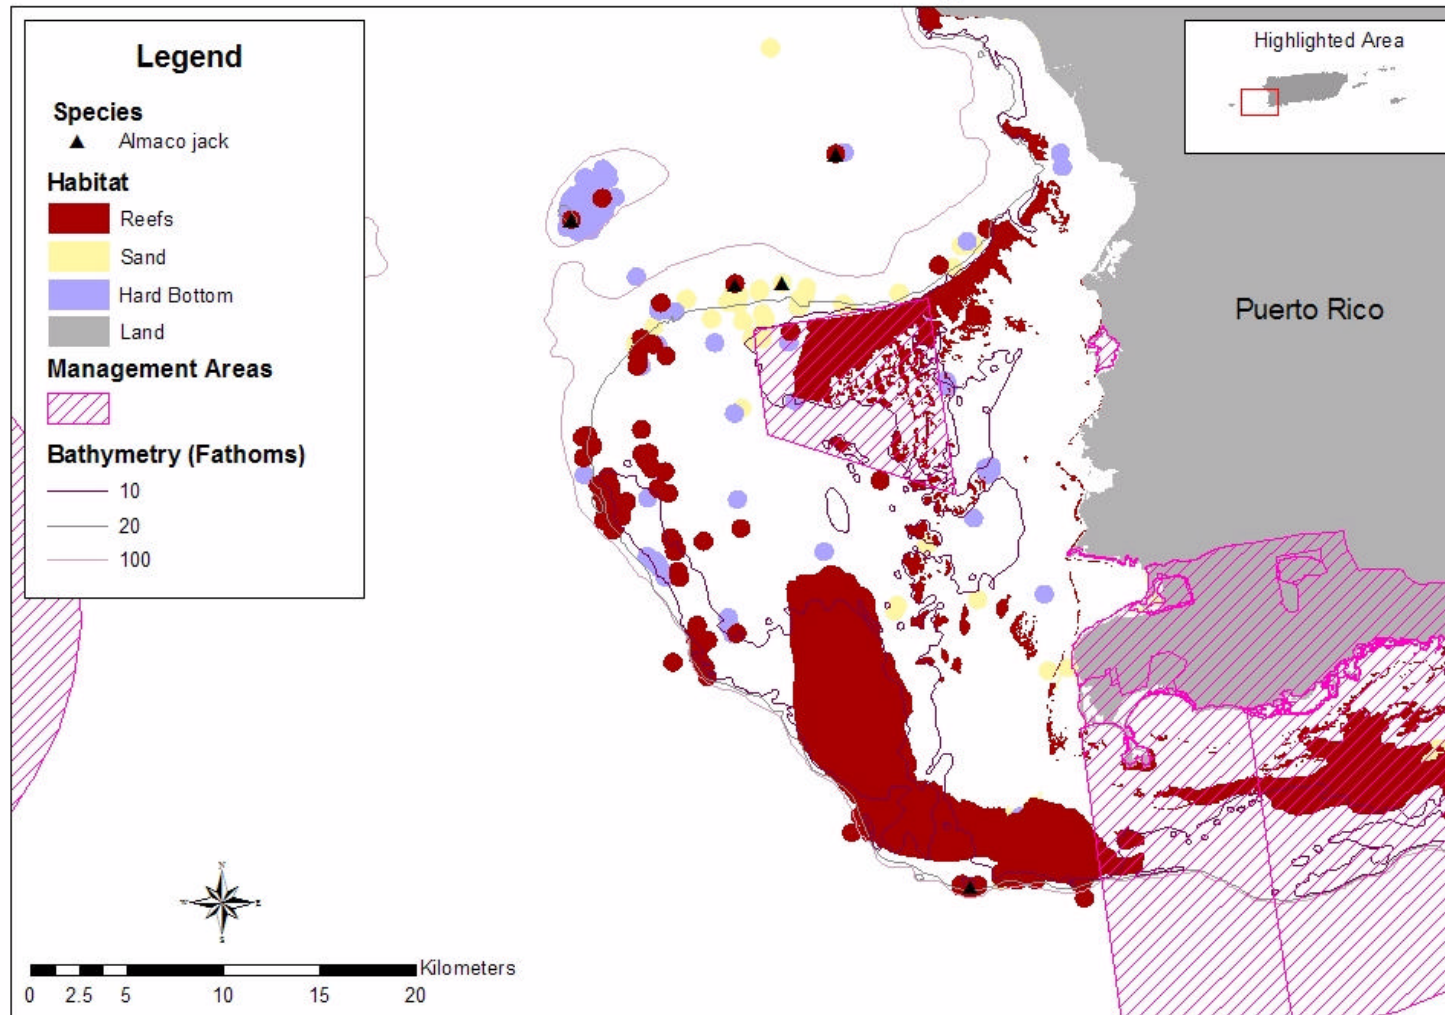 Legend
Species
Almaco jack
Habitat
Reefs
Sand
Hard Bottom
Land
Management Areas
Bathymetry (Fathoms)
10
20
100
Highlighted Area
Puerto Rico
N
W E
S
Kilometers
0 2.5 5 10 15 20